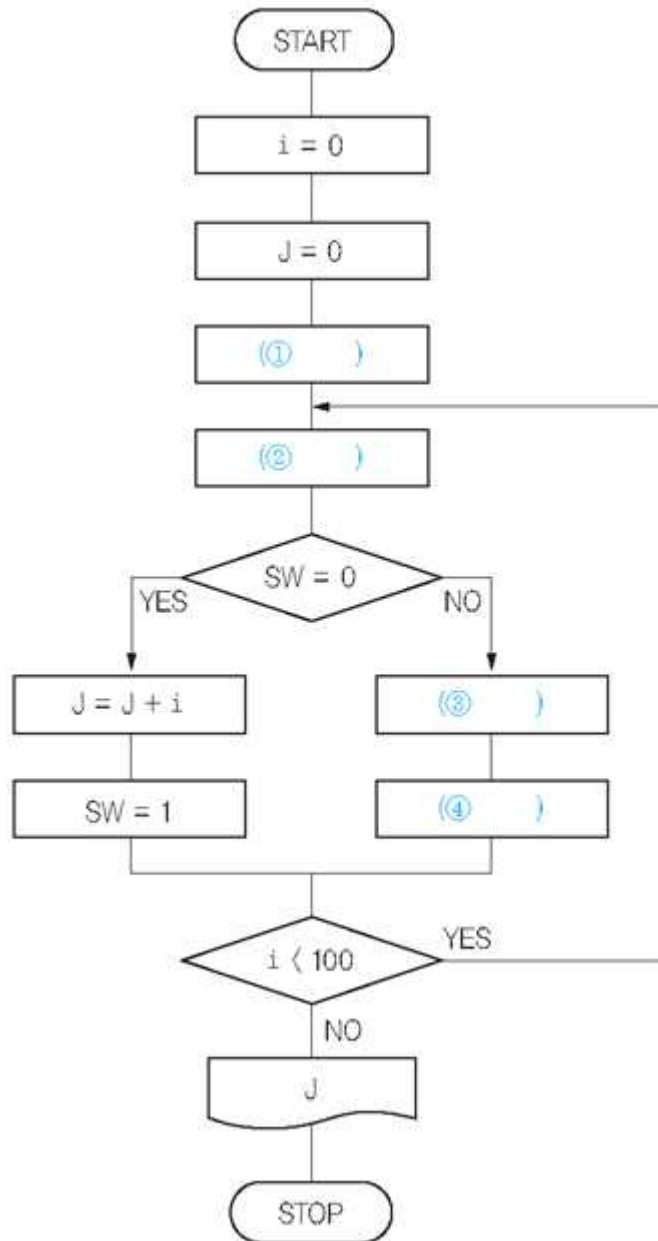 START
i = 0
J = 0
(① )
(② )
SW = 0
YES
NO
J = J + i
(③ )
SW = 1
(④ )
i < 100
YES
NO
J
STOP